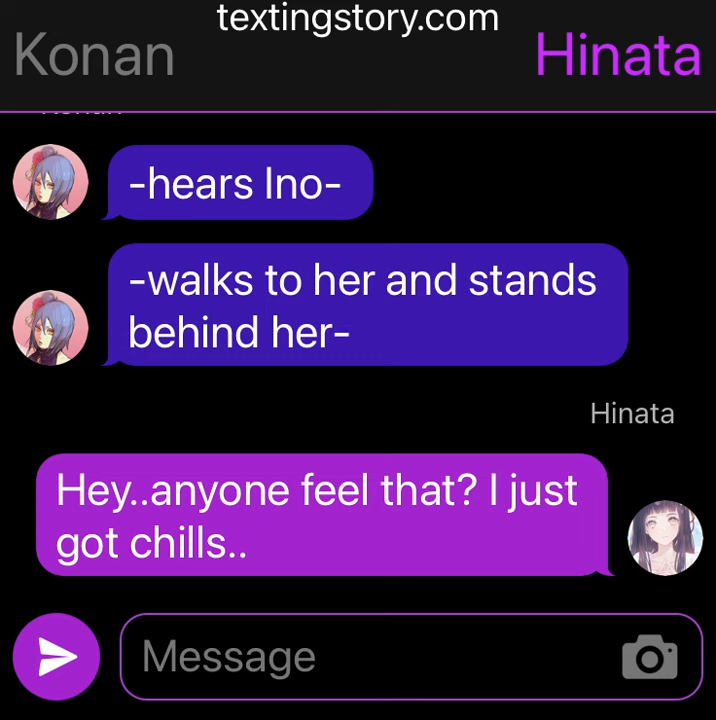 textingstory.com
Konan
Hinata
-hears Ino-
-walks to her and stands
behind her-
Hinata
Hey..anyone feel that? I just
got chills..
Message